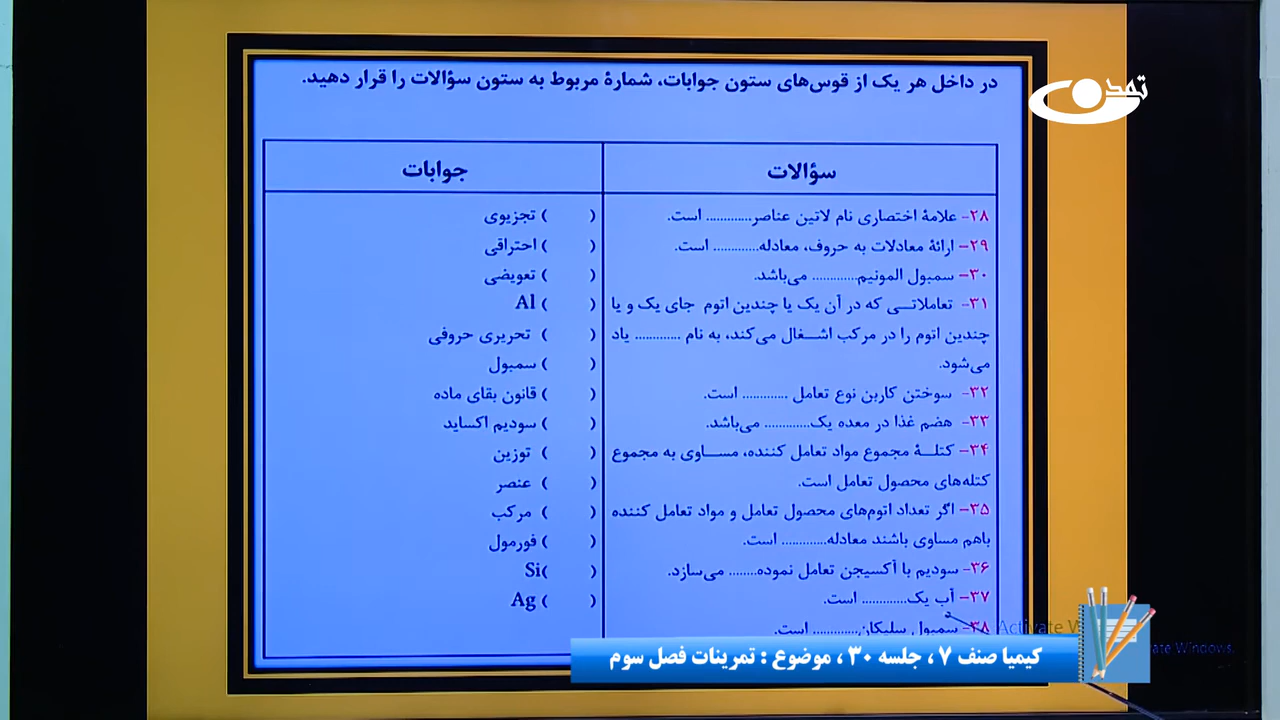 در داخل هر یک از قوس‌های ستون جوابات، شمارهٔ مربوط به ستون سؤالات را قرار دهید.
تمدن
سؤالات
جوابات
۲۸- علامهٔ اختصاری نام لاتین عناصر............ است.
۲۹- ارائهٔ معادلات به حروف، معادله............ است.
۳۰- سمبول المونیم............ می‌باشد.
۳۱- تعاملاتی که در آن یک یا چندین اتوم جای یک و یا
چندین اتوم را در مرکب اشغال می‌کند، به نام ............ یاد
می‌شود.
۳۲- سوختن کاربن نوع تعامل ............ است.
۳۳- هضم غذا در معده یک............ می‌باشد.
۳۴- کتلهٔ مجموع مواد تعامل کننده، مساوی به مجموع
کتله‌های محصول تعامل است.
۳۵- اگر تعداد اتوم‌های محصول تعامل و مواد تعامل کننده
باهم مساوی باشند معادله............ است.
۳۶- سودیم با آکسیجن تعامل نموده........ می‌سازد.
۳۷- آب یک............ است.
۳۸- سمبول سلیکان............ است.
( ) تجزیوی
( ) احتراقی
( ) تعویضی
( ) Al
( ) تحریری حروفی
( ) سمبول
( ) قانون بقای ماده
( ) سودیم اکساید
( ) توزین
( ) عنصر
( ) مرکب
( ) فورمول
( ) Si
( ) Ag
Activate W
ate Windows.
کیمیا صنف ۷ ، جلسه ۳۰ ، موضوع : تمرینات فصل سوم